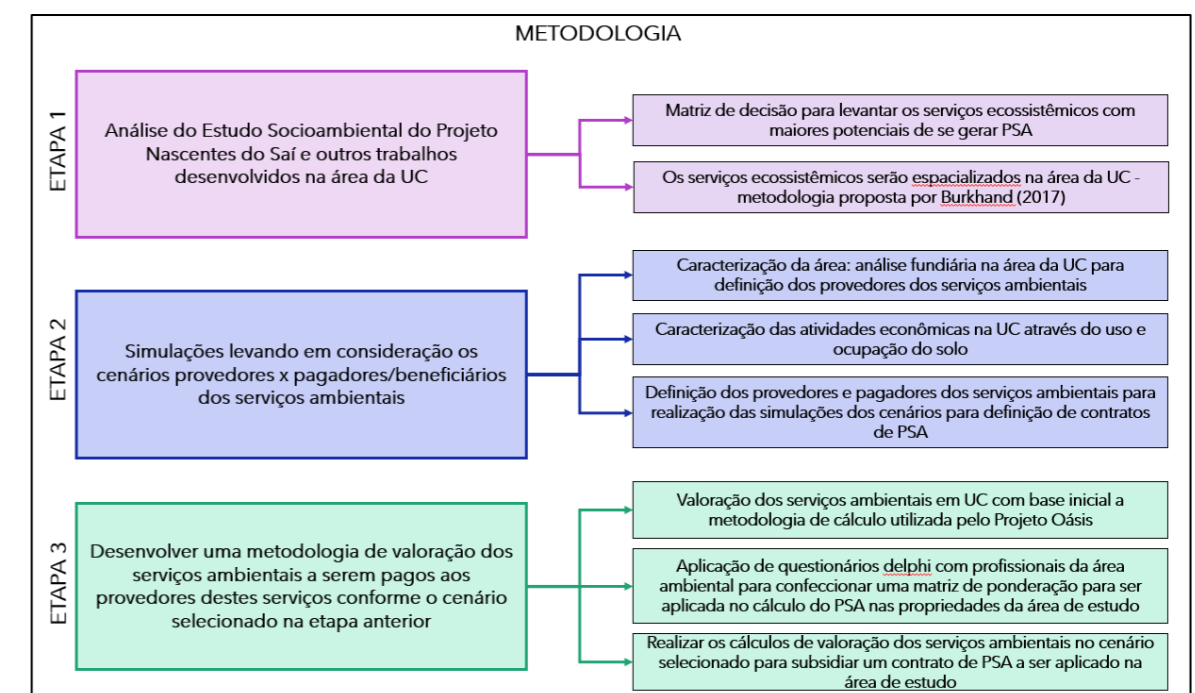 METODOLOGIA
ETAPA 1
Análise do Estudo Socioambiental do Projeto
Nascentes do Saí e outros trabalhos
desenvolvidos na área da UC
Matriz de decisão para levantar os serviços ecossistêmicos com
maiores potenciais de se gerar PSA
Os serviços ecossistêmicos serão espacializados na área da UC -
metodologia proposta por Burkhand (2017)
ETAPA 2
Simulações levando em consideração os
cenários provedores x pagadores/beneficiários
dos serviços ambientais
Caracterização da área: análise fundiária na área da UC para
definição dos provedores dos serviços ambientais
Caracterização das atividades econômicas na UC através do uso e
ocupação do solo
Definição dos provedores e pagadores dos serviços ambientais para
realização das simulações dos cenários para definição de contratos
de PSA
ETAPA 3
Desenvolver uma metodologia de valoração dos
serviços ambientais a serem pagos aos
provedores destes serviços conforme o cenário
selecionado na etapa anterior
Valoração dos serviços ambientais em UC com base inicial a
metodologia de cálculo utilizada pelo Projeto Oásis
Aplicação de questionários delphi com profissionais da área
ambiental para confeccionar uma matriz de ponderação para ser
aplicada no cálculo do PSA nas propriedades da área de estudo
Realizar os cálculos de valoração dos serviços ambientais no cenário
selecionado para subsidiar um contrato de PSA a ser aplicado na
área de estudo